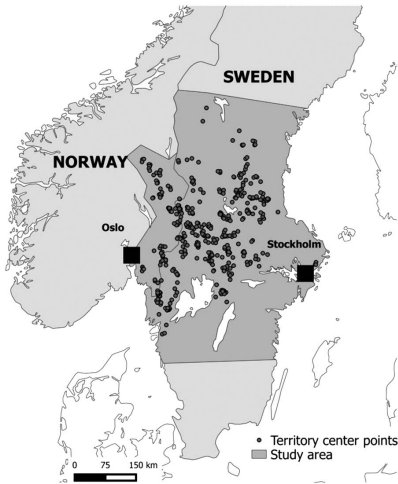 SWEDEN
NORWAY
Oslo
Stockholm
Territory center points
Study area
0 75 150 km